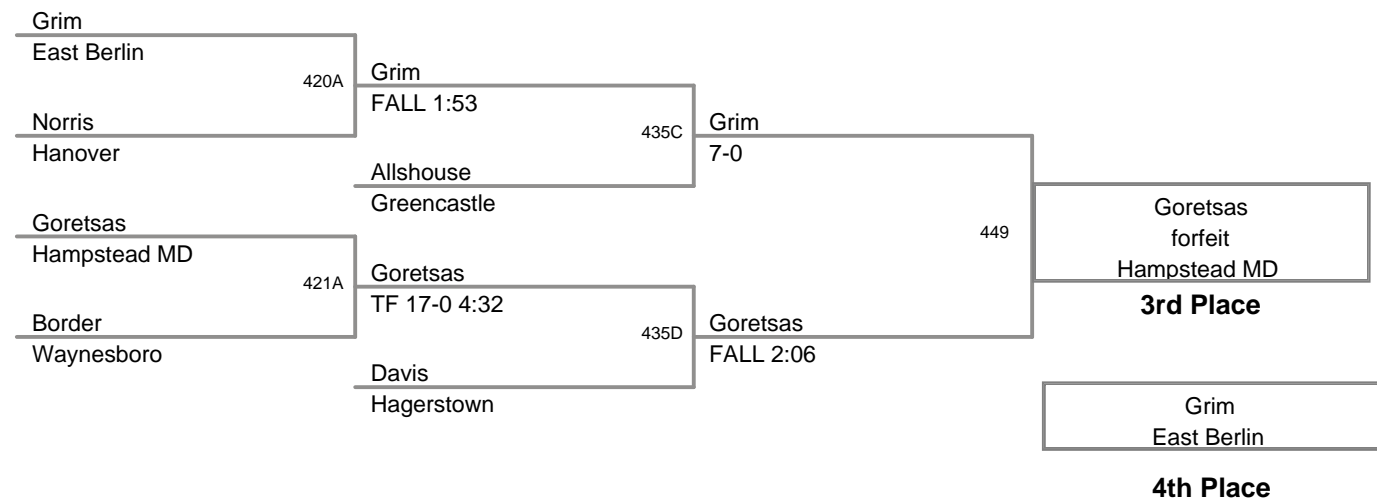 Grim
East Berlin
420A
Grim
FALL 1:53
Norris
Hanover
435C
Grim
7-0
Allshouse
Greencastle
Goretsas
Hampstead MD
449
Goretsas
forfeit
Hampstead MD
3rd Place
421A
Goretsas
TF 17-0 4:32
Border
Waynesboro
435D
Goretsas
FALL 2:06
Davis
Hagerstown
Grim
East Berlin
4th Place